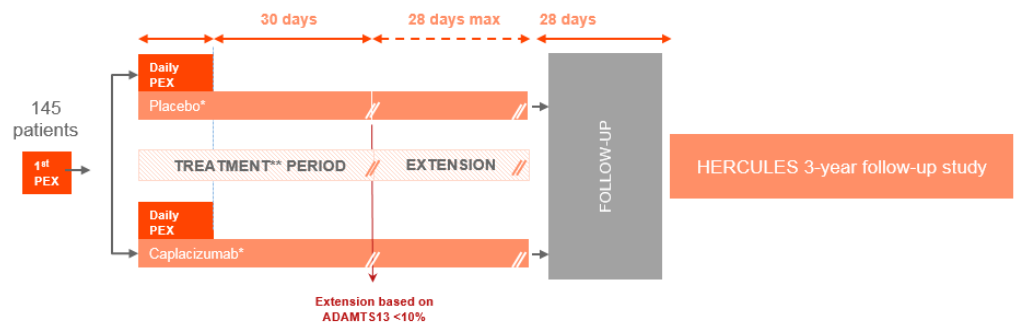 30 days
28 days max
28 days
Daily
PEX
Placebo*
145
patients
1st
PEX
TREATMENT** PERIOD
EXTENSION
FOLLOW-UP
HERCULES 3-year follow-up study
Daily
PEX
Caplacizumab*
Extension based on
ADAMTS13 <10%